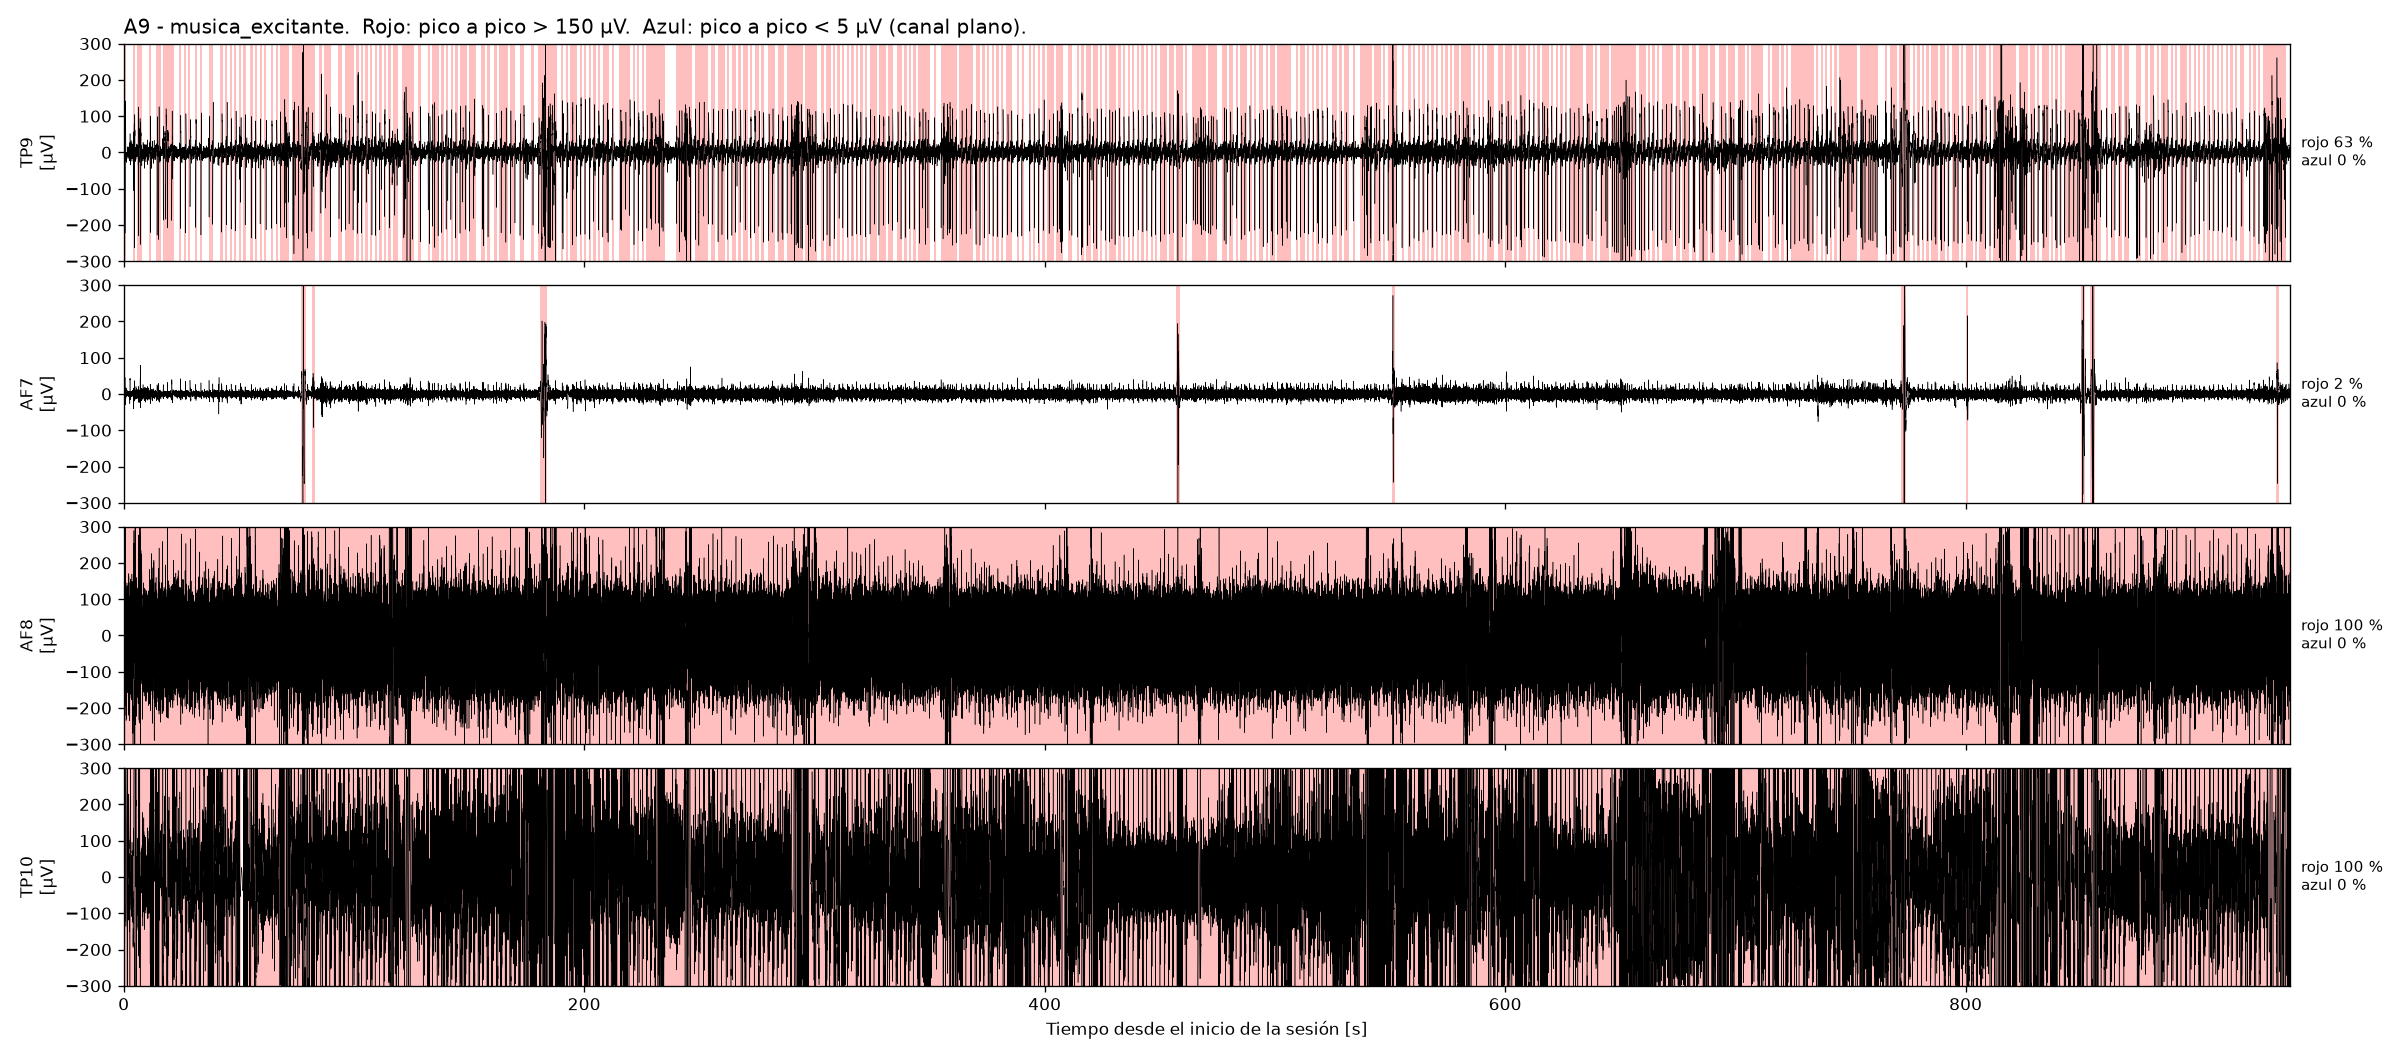 A9 - musica_excitante.  Rojo: pico a pico > 150 µV.  Azul: pico a pico < 5 µV (canal plano).
300
200
100
0
−100
−200
−300
TP9
[µV]
rojo 63 %
azul 0 %
300
200
100
0
−100
−200
−300
AF7
[µV]
rojo 2 %
azul 0 %
300
200
100
0
−100
−200
−300
AF8
[µV]
rojo 100 %
azul 0 %
300
200
100
0
−100
−200
−300
TP10
[µV]
rojo 100 %
azul 0 %
0 200 400 600 800
Tiempo desde el inicio de la sesión [s]